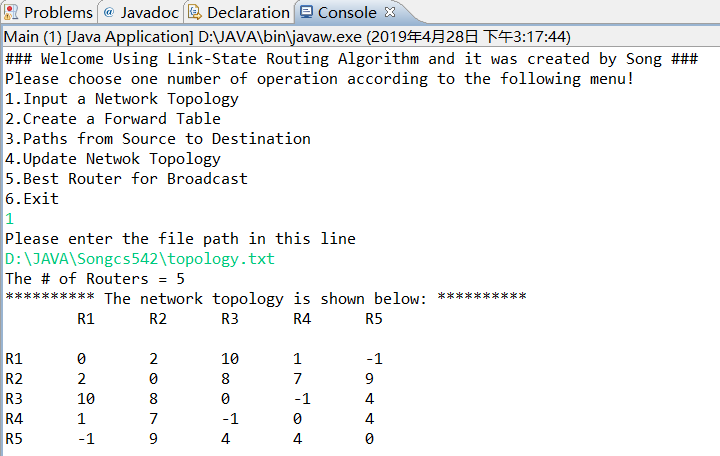 Problems @ Javadoc Declaration Console
Main (1) [Java Application] D:\JAVA\bin\javaw.exe (2019年4月28日 下午3:17:44)
### Welcome Using Link-State Routing Algorithm and it was created by Song ###
Please choose one number of operation according to the following menu!
1.Input a Network Topology
2.Create a Forward Table
3.Paths from Source to Destination
4.Update Netwok Topology
5.Best Router for Broadcast
6.Exit
1
Please enter the file path in this line
D:\JAVA\Songcs542\topology.txt
The # of Routers = 5
********** The network topology is shown below: **********
R1 R2 R3 R4 R5
R1 0 2 10 1 -1
R2 2 0 8 7 9
R3 10 8 0 -1 4
R4 1 7 -1 0 4
R5 -1 9 4 4 0